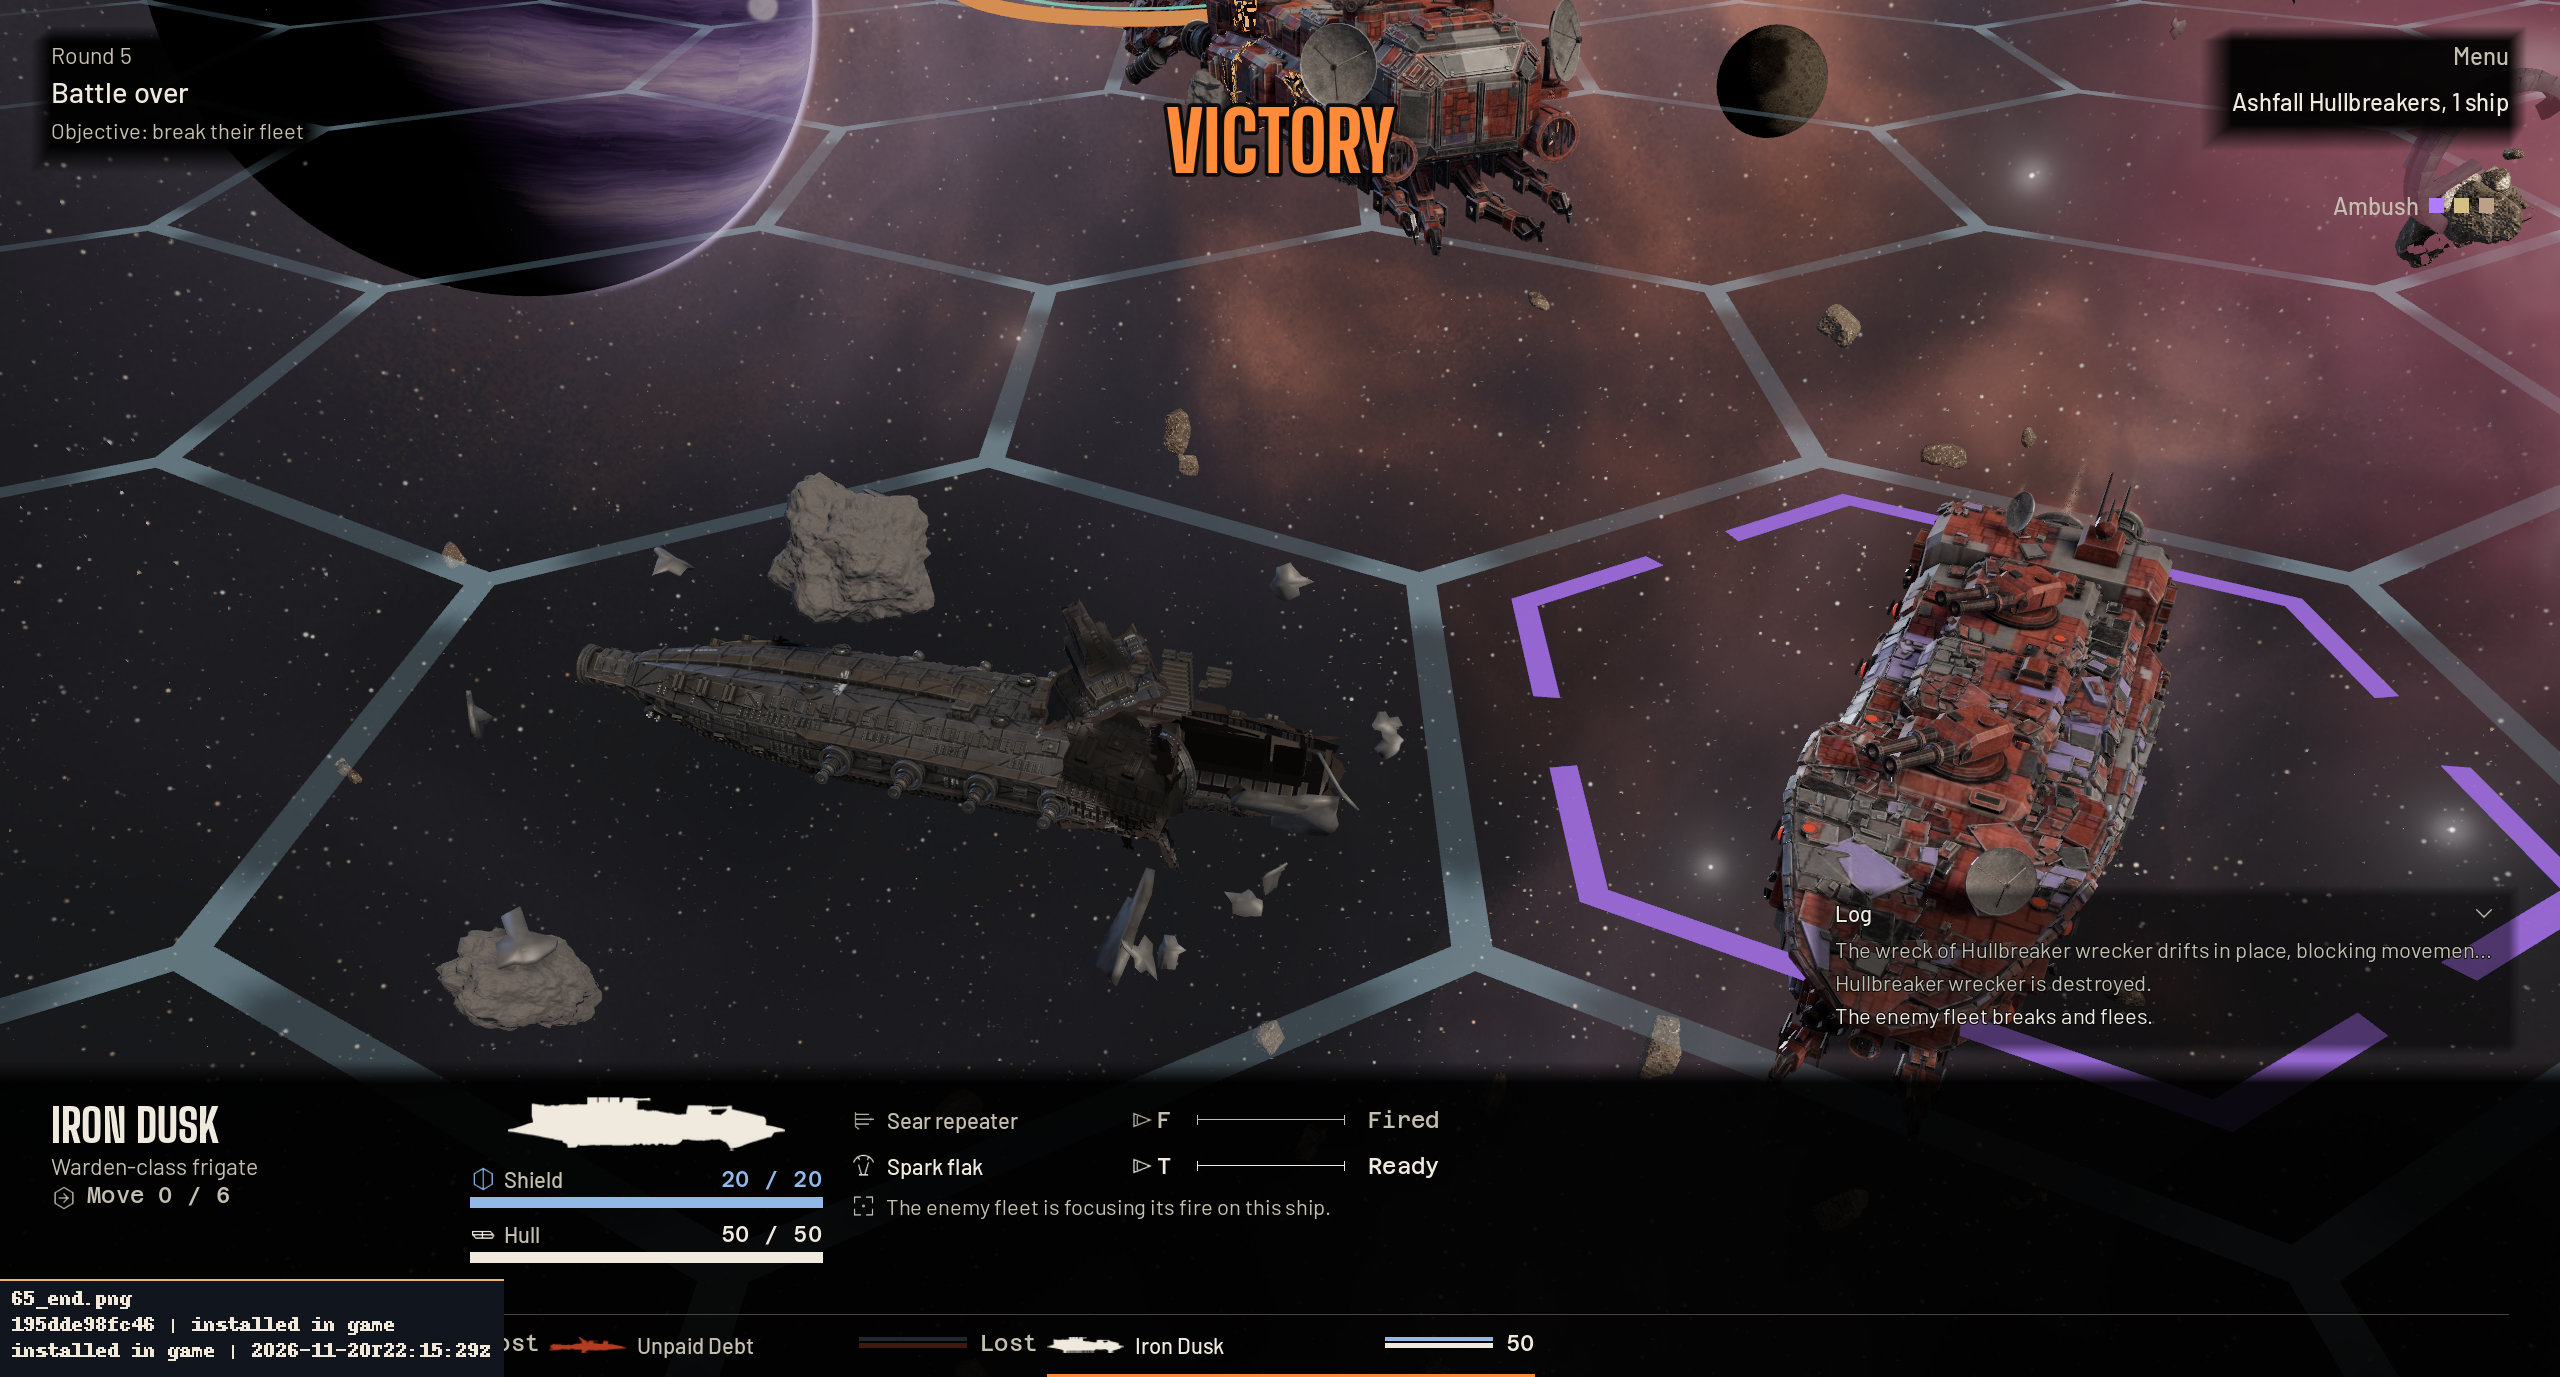 Round 5
Battle over
Objective: break their fleet
VICTORY
Menu
Ashfall Hullbreakers, 1 ship
Ambush
Log
The wreck of Hullbreaker wrecker drifts in place, blocking movemen...
Hullbreaker wrecker is destroyed.
The enemy fleet breaks and flees.
IRON DUSK
Warden-class frigate
Move 0 / 6
Shield 20 / 20
Hull 50 / 50
Sear repeater F Fired
Spark flak T Ready
The enemy fleet is focusing its fire on this ship.
65_end.png
195dde98fc46 | installed in game
installed in game | 2026-11-20T22:15:29Z
ost Unpaid Debt Lost Iron Dusk 50